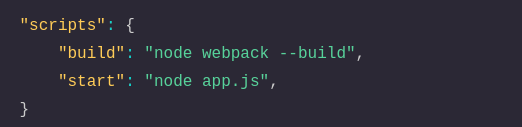 "scripts": {
    "build": "node webpack --build",
    "start": "node app.js",
}